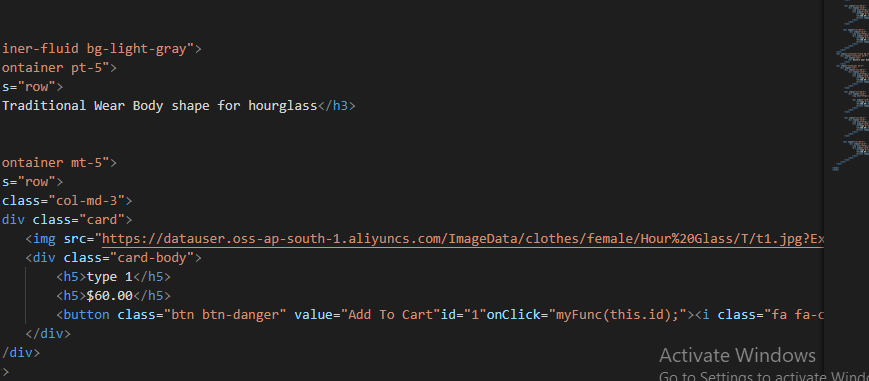 iner-fluid bg-light-gray">
ontainer pt-5">
s="row">
Traditional Wear Body shape for hourglass</h3>
ontainer mt-5">
s="row">
class="col-md-3">
div class="card">
<img src="https://datauser.oss-ap-south-1.aliyuncs.com/ImageData/clothes/female/Hour%20Glass/T/t1.jpg?Ex
<div class="card-body">
<h5>type 1</h5>
<h5>$60.00</h5>
<button class="btn btn-danger" value="Add To Cart"id="1"onClick="myFunc(this.id);"><i class="fa fa-c
</div>
/div>
>
Activate Windows
Go to Settings to activate Wind